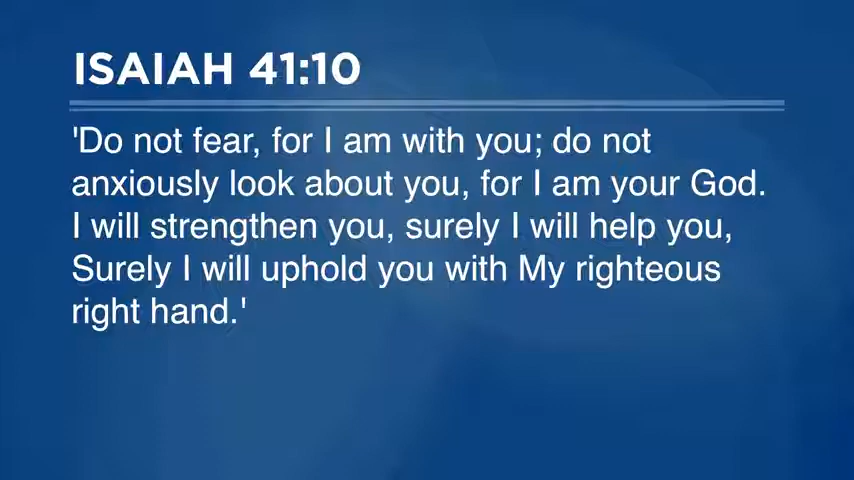 ISAIAH 41:10
'Do not fear, for I am with you; do not
anxiously look about you, for I am your God.
I will strengthen you, surely I will help you,
Surely I will uphold you with My righteous
right hand.'